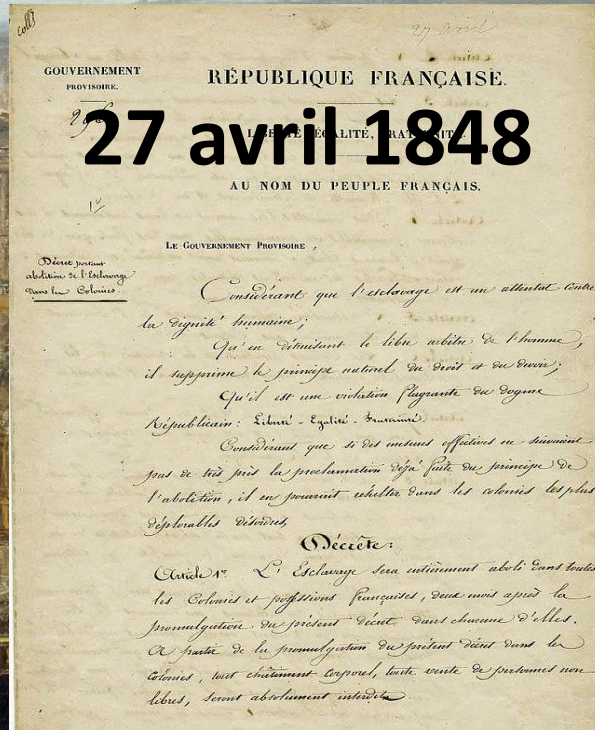 collg
27 avril
GOUVERNEMENT
PROVISOIRE.
RÉPUBLIQUE FRANÇAISE.
LIBERTÉ, ÉGALITÉ, FRATERNITÉ.
27 avril 1848
AU NOM DU PEUPLE FRANÇAIS.
LE GOUVERNEMENT PROVISOIRE,
Décret portant
abolition de l'Esclavage
dans les Colonies
Considérant que l'esclavage est un attentat contre
la dignité humaine;
Qu'en détruisant le libre arbitre de l'homme,
il supprime le principe naturel du droit et du devoir;
Qu'il est une violation flagrante du dogme
Républicain: Liberté - Egalité - Fraternité
Considérant que si des mesures effectives ne suivaient
pas de très près la proclamation déjà faite du principe de
l'abolition, il en pourrait résulter dans les colonies les plus
déplorables désordres,
Décrète:
Article 1er L'Esclavage sera entièrement aboli dans toutes
les Colonies et possessions françaises, deux mois après la
promulgation du présent décret dans chacune d'elles.
A partir de la promulgation du présent décret dans les
colonies, tout châtiment corporel, toute vente de personnes non
libres, seront absolument interdits